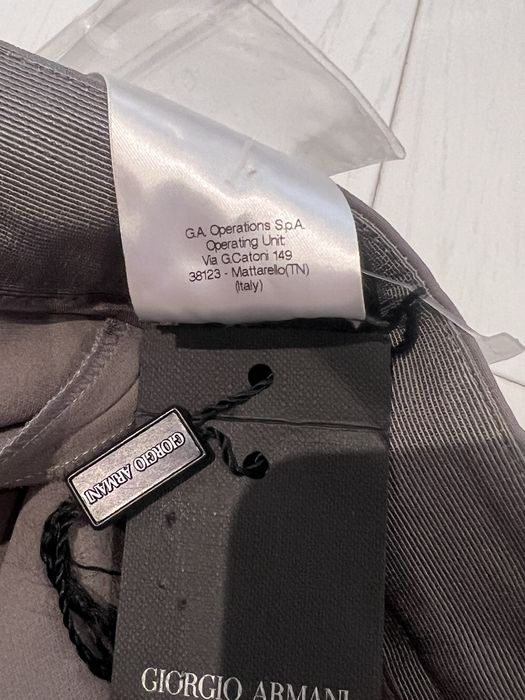 G.A. Operations S.p.A.
Operating Unit:
Via G.Catoni 149
38123 - Mattarello(TN)
(Italy)
GIORGIO ARMANI
GIORGIO ARMANI